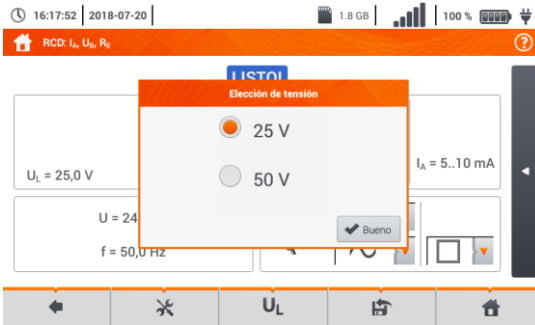 16:17:52 2018-07-20 1.8 GB 100 %
RCD: IA, UB, RE
LISTO!
Elección de tensión
25 V
50 V
UL = 25,0 V
IA = 5..10 mA
U = 24
Bueno
f = 50,0 Hz
UL